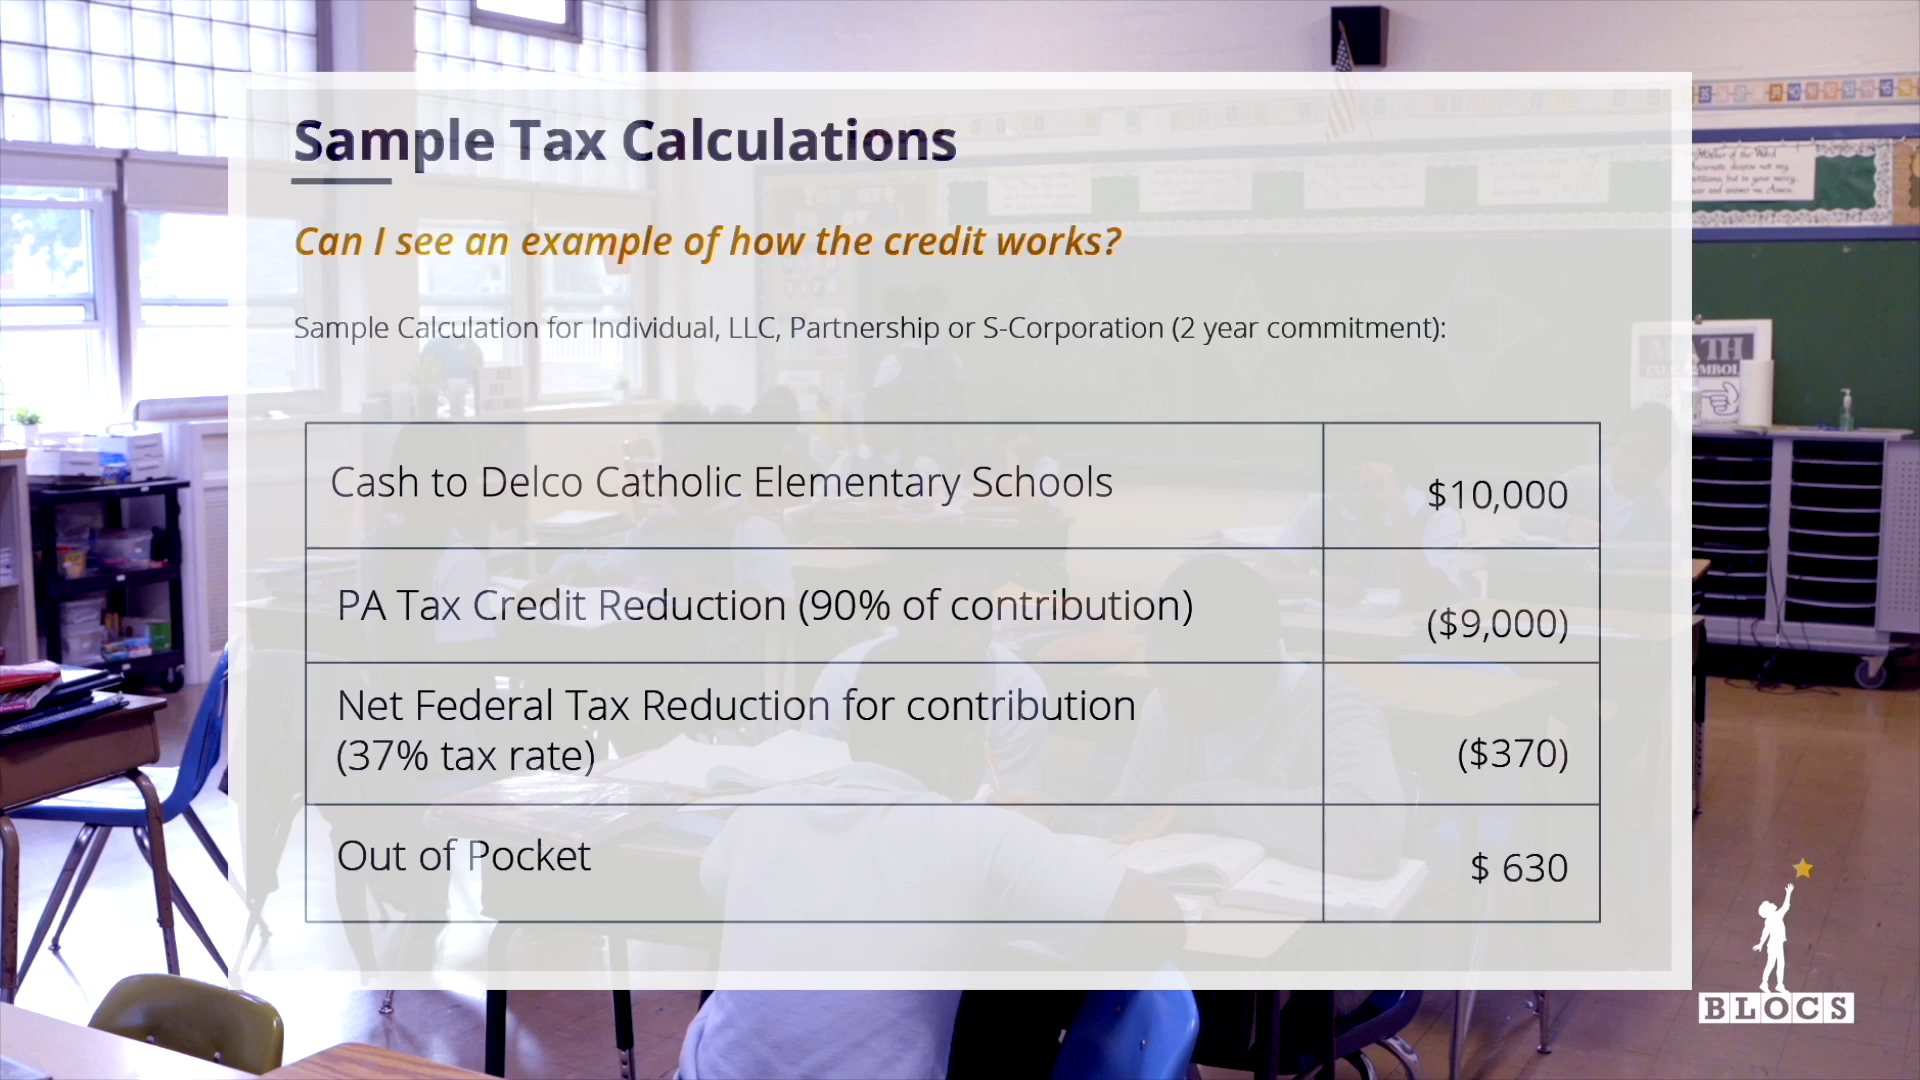 Sample Tax Calculations
Can I see an example of how the credit works?
Sample Calculation for Individual, LLC, Partnership or S-Corporation (2 year commitment):
Cash to Delco Catholic Elementary Schools
$10,000
PA Tax Credit Reduction (90% of contribution)
($9,000)
Net Federal Tax Reduction for contribution
(37% tax rate)
($370)
Out of Pocket
$ 630
MATH
BLOCS